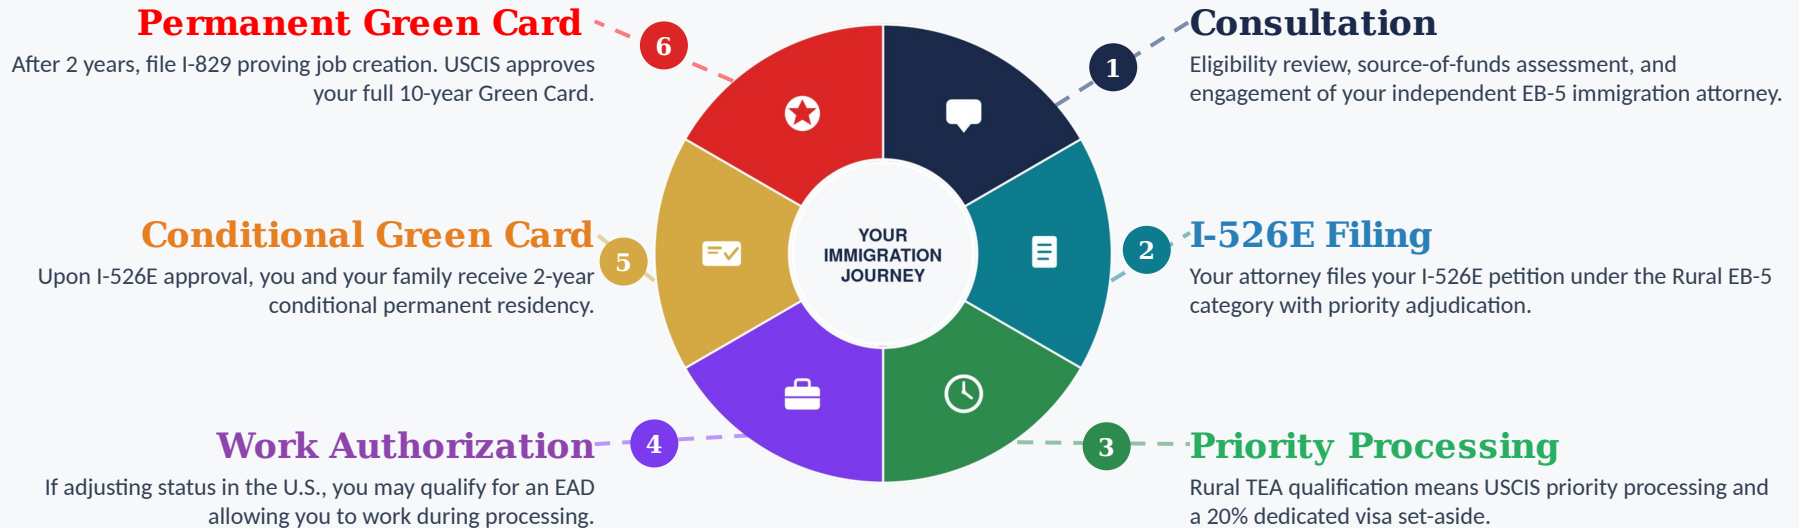 Permanent Green Card
After 2 years, file I-829 proving job creation. USCIS approves
your full 10-year Green Card.
6
1
Consultation
Eligibility review, source-of-funds assessment, and
engagement of your independent EB-5 immigration attorney.
Conditional Green Card
Upon I-526E approval, you and your family receive 2-year
conditional permanent residency.
5
YOUR
IMMIGRATION
JOURNEY
2
I-526E Filing
Your attorney files your I-526E petition under the Rural EB-5
category with priority adjudication.
Work Authorization
If adjusting status in the U.S., you may qualify for an EAD
allowing you to work during processing.
4
3
Priority Processing
Rural TEA qualification means USCIS priority processing and
a 20% dedicated visa set-aside.